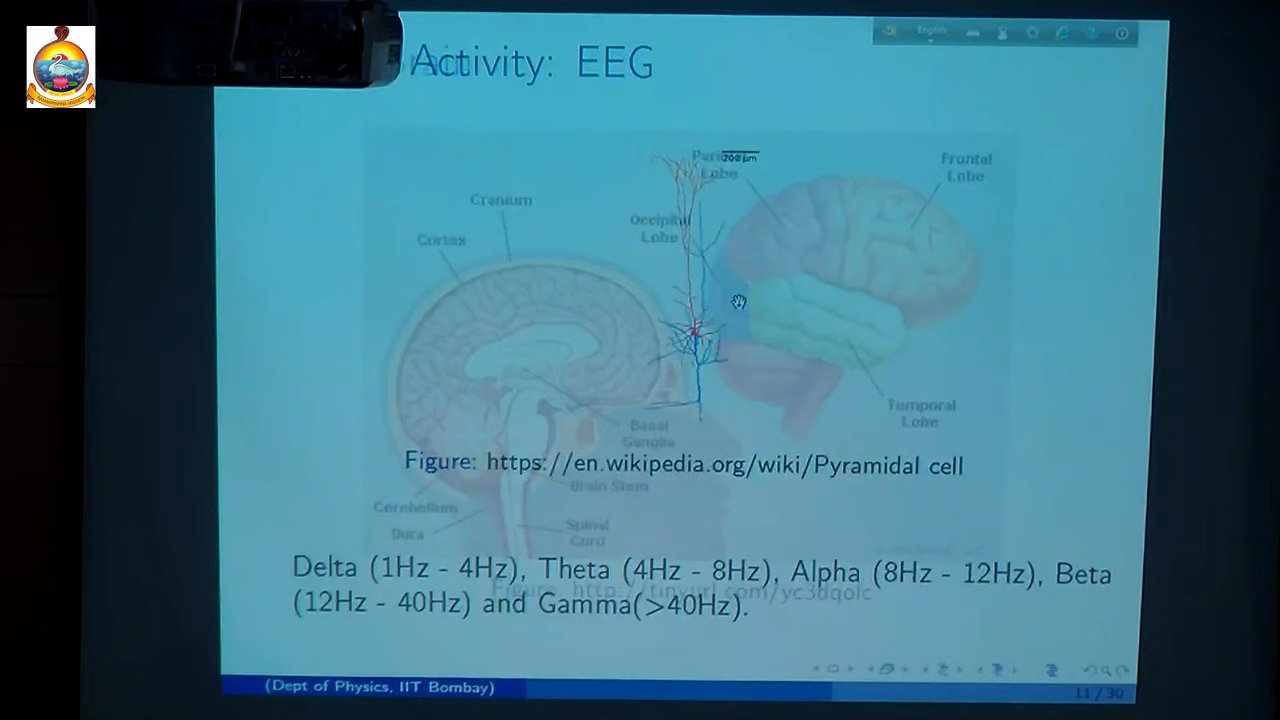 Activity: EEG
English
200 µm
Lobe
Frontal
Lobe
Cranium
Occipital
Lobe
Cortex
Temporal
Lobe
Basal
Ganglia
Figure: https://en.wikipedia.org/wiki/Pyramidal cell
Brain Stem
Cerebellum
Dura
Spinal
Cord
Delta (1Hz - 4Hz), Theta (4Hz - 8Hz), Alpha (8Hz - 12Hz), Beta
Figure: http://tinyurl.com/yc3dqolc
(12Hz - 40Hz) and Gamma(>40Hz).
(Dept of Physics, IIT Bombay)
11 / 30